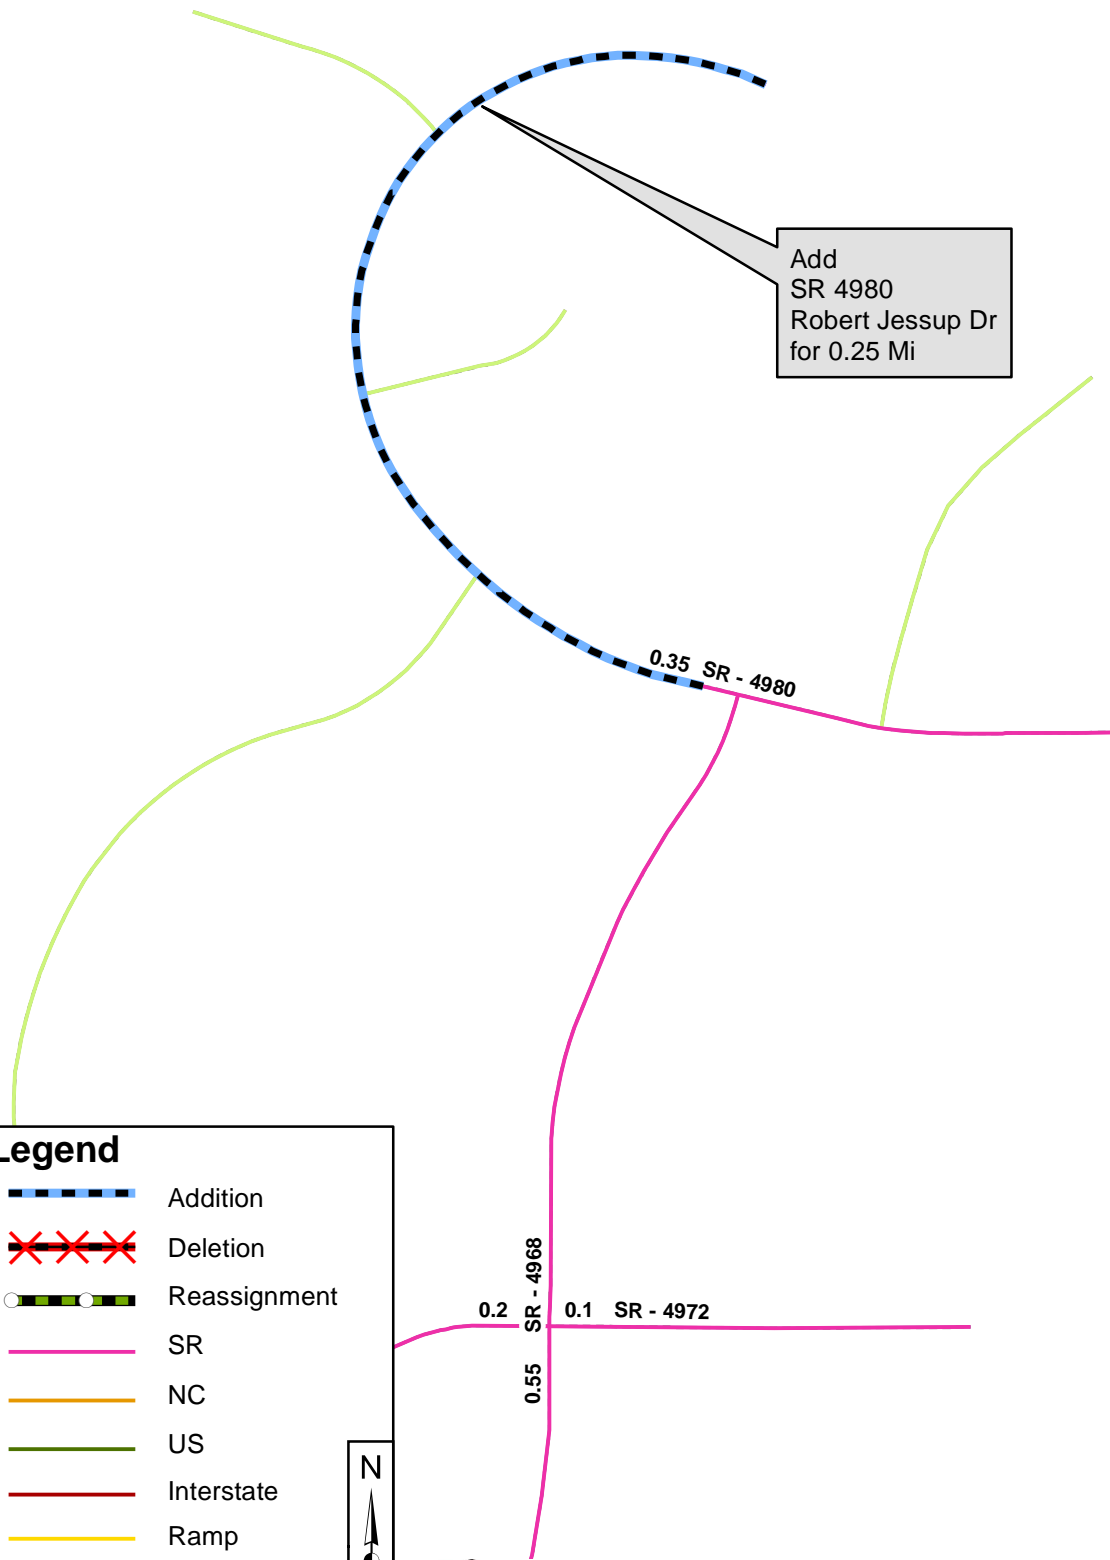 Add
SR 4980
Robert Jessup Dr
for 0.25 Mi
0.35 SR - 4980
Legend
Addition
Deletion
Reassignment
SR
NC
US
Interstate
Ramp
N
SR - 4968
0.55
0.2
0.1 SR - 4972